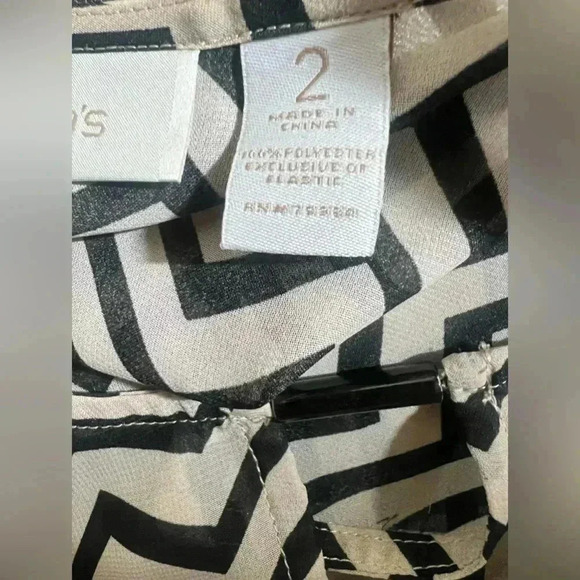 's
2
MADE IN
CHINA
100% POLYESTER
EXCLUSIVE OF
ELASTIC